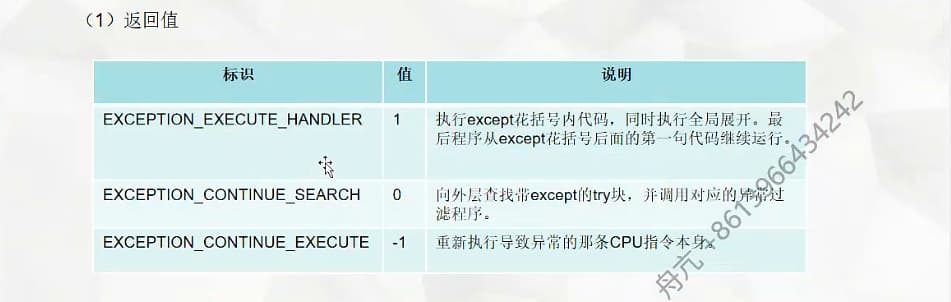 （1）返回值
标识 值 说明
EXCEPTION_EXECUTE_HANDLER 1 执行except花括号内代码，同时执行全局展开。最
后程序从except花括号后面的第一句代码继续运行。
EXCEPTION_CONTINUE_SEARCH 0 向外层查找带except的try块，并调用对应的异常过
滤程序。
EXCEPTION_CONTINUE_EXECUTE -1 重新执行导致异常的那条CPU指令本身。
舟亢 +8613966434242